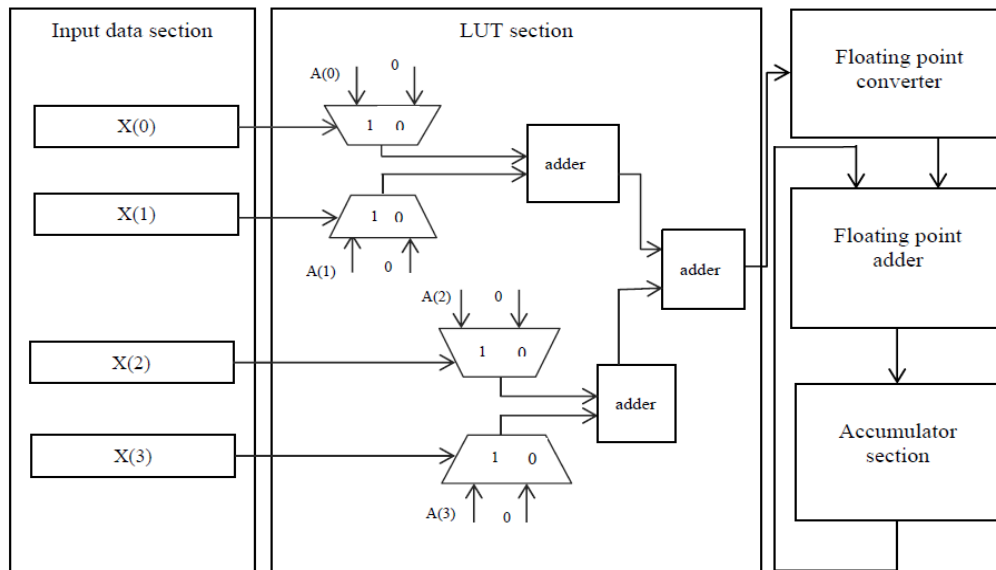 Input data section
X(0)
X(1)
X(2)
X(3)
LUT section
A(0)
0
1 0
adder
1 0
A(1)
0
adder
A(2)
0
1 0
adder
1 0
A(3)
0
Floating point
converter
Floating point
adder
Accumulator
section